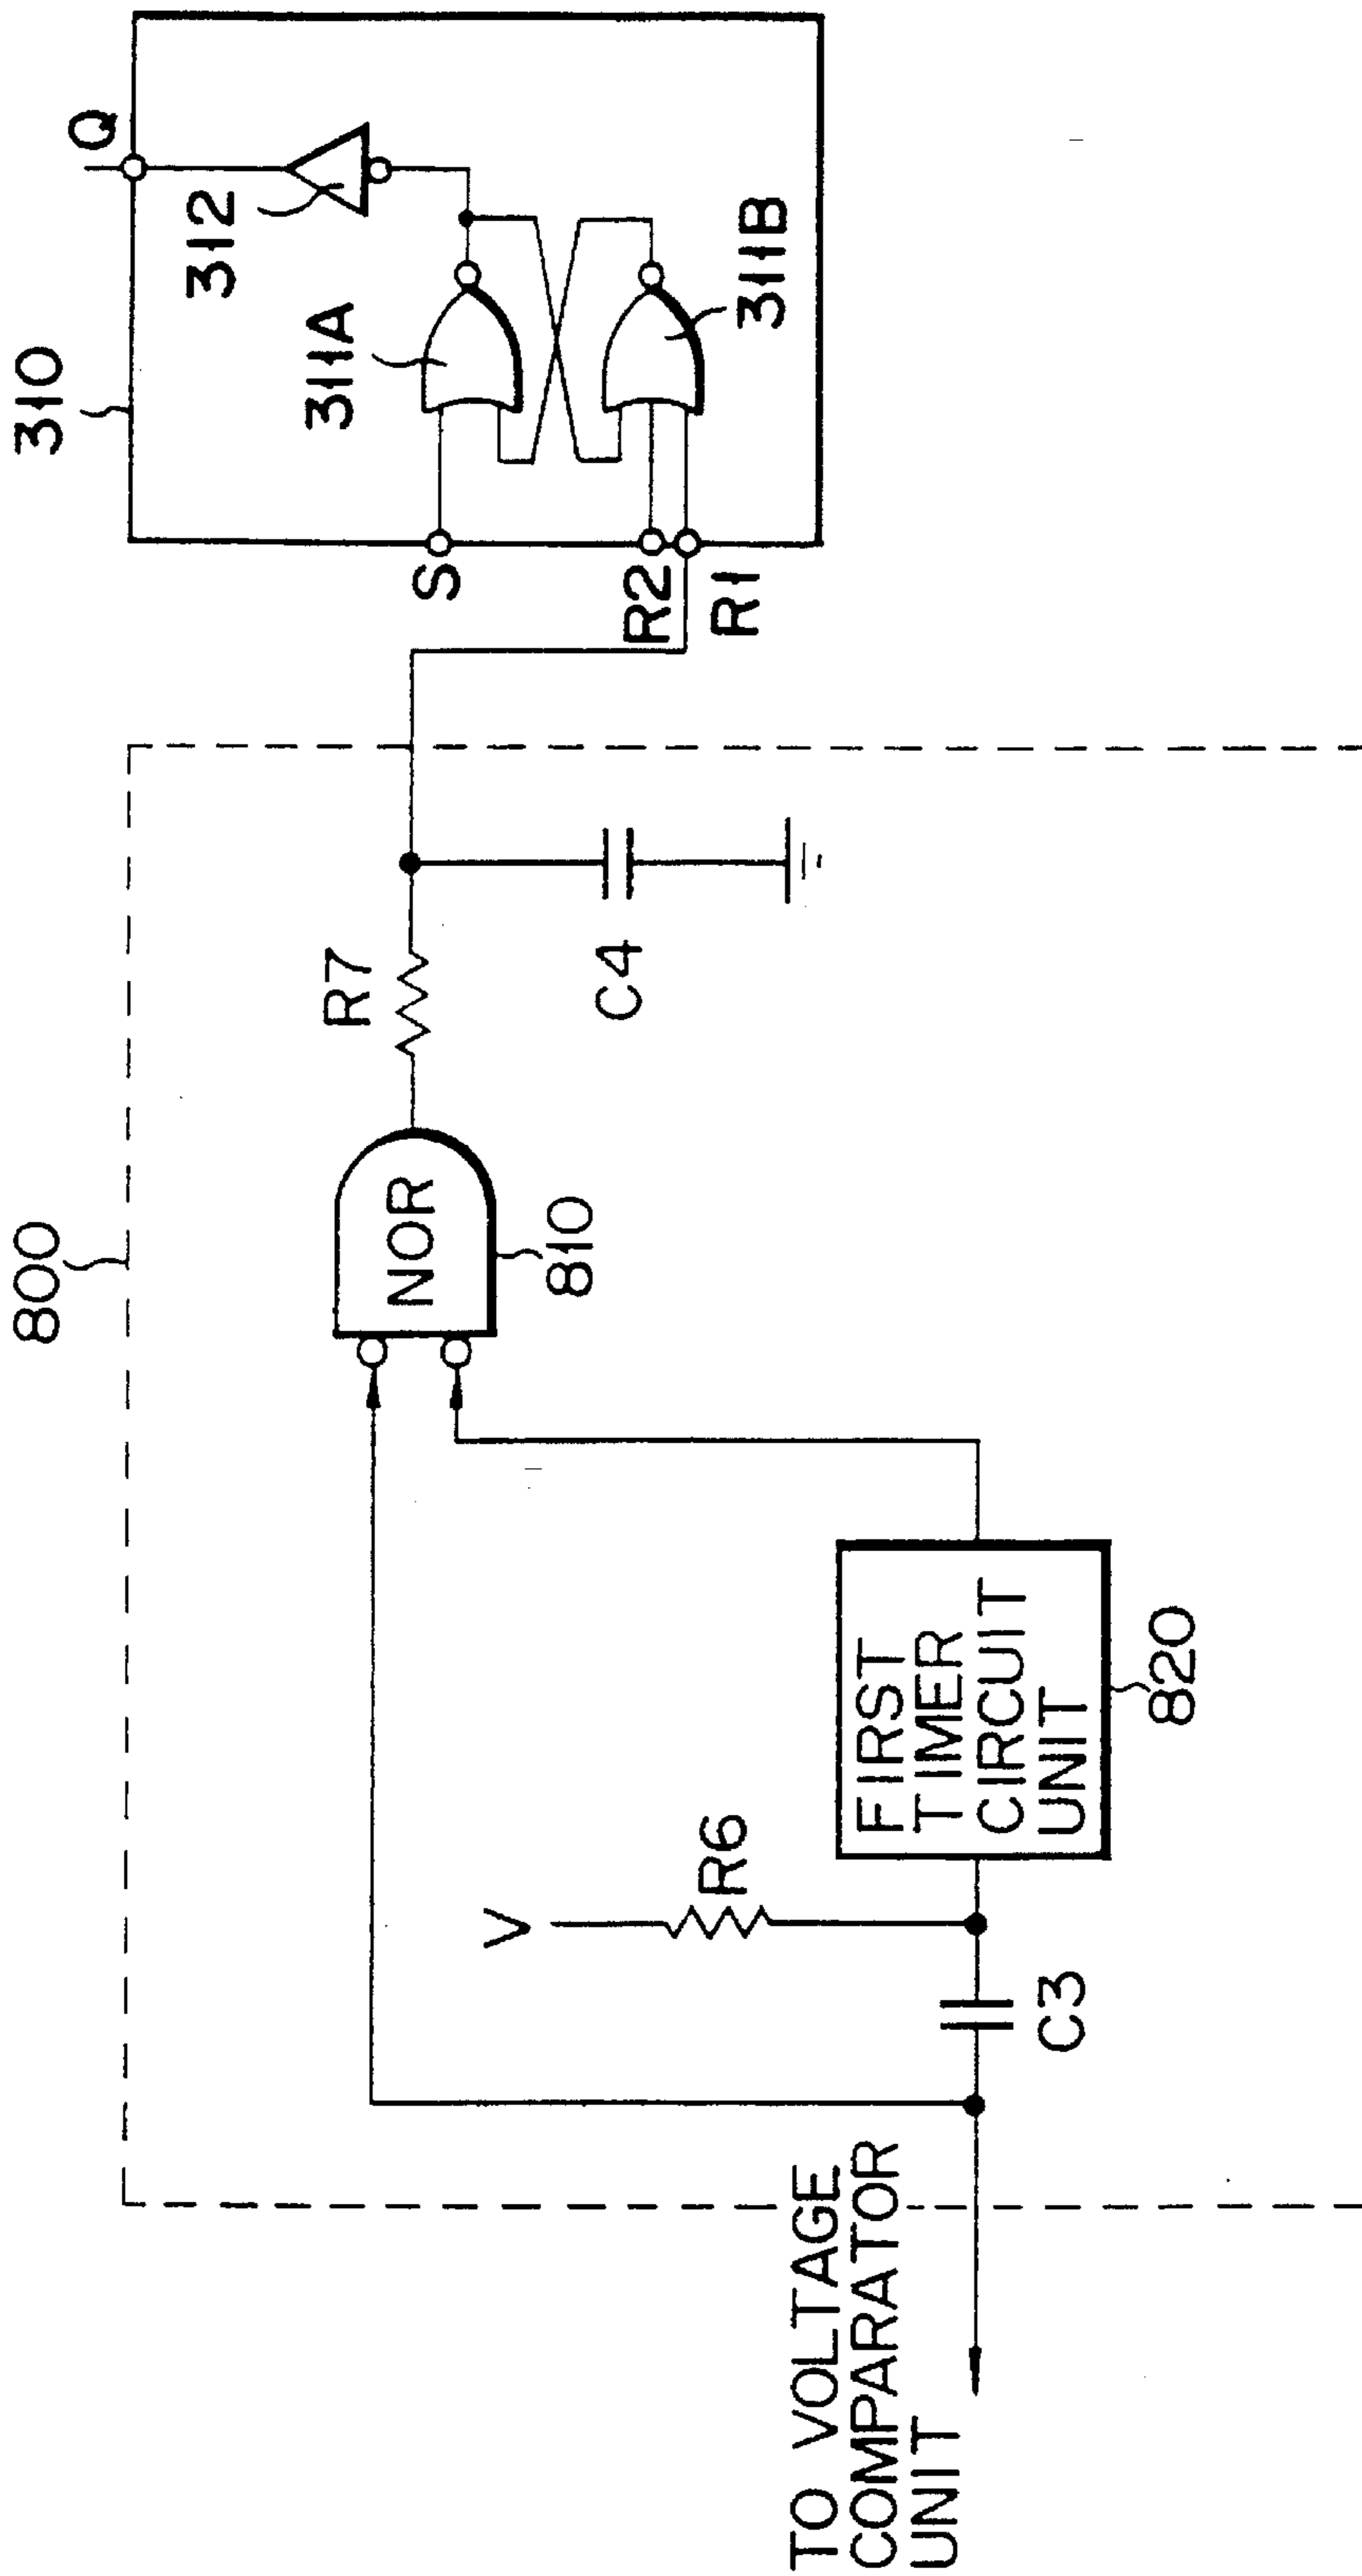 310
Q
312
311A
311B
S
R2
R1
800
R7
C4
NOR
810
V
R6
C3
FIRST
TIMER
CIRCUIT
UNIT
820
TO VOLTAGE
COMPARATOR
UNIT